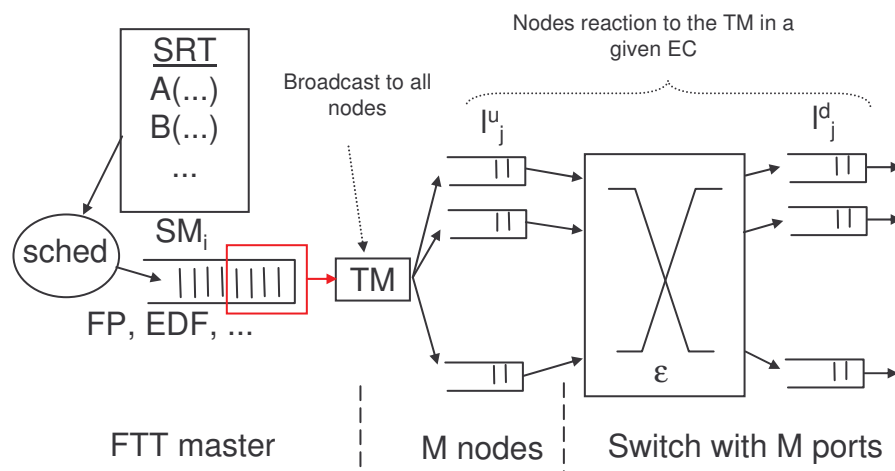 SRT
A(...)
B(...)
...
sched
SM_i
FP, EDF, ...
Broadcast to all
nodes
TM
Nodes reaction to the TM in a
given EC
I^u_j
I^d_j
ε
FTT master
M nodes
Switch with M ports